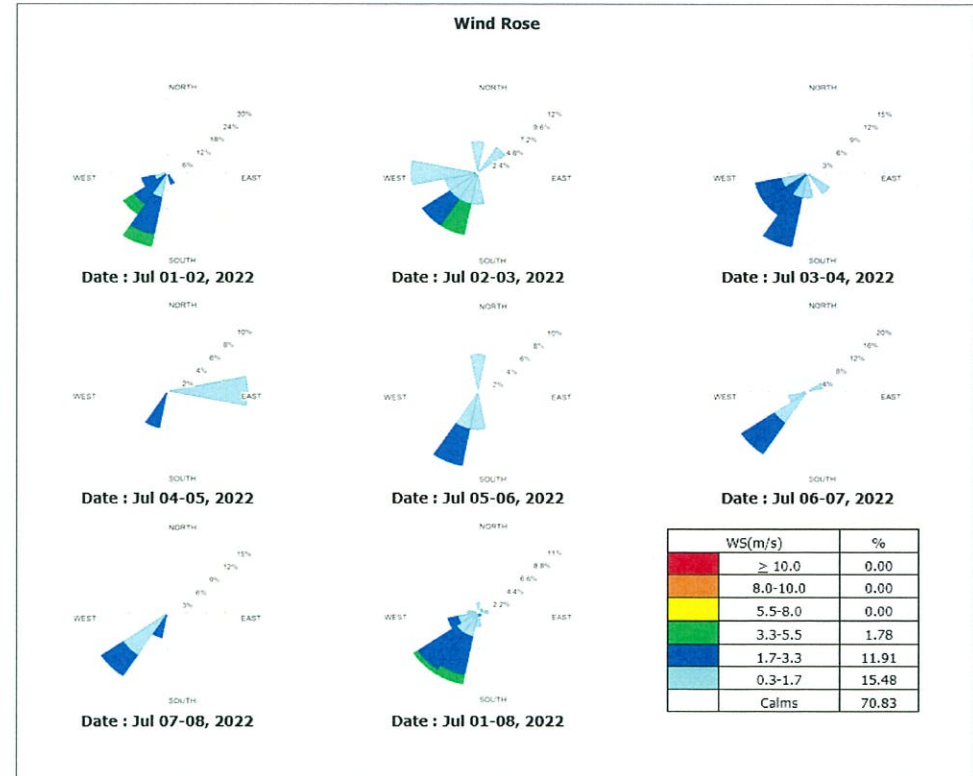 Wind Rose
NORTH
30%
24%
18%
12%
6%
WEST
EAST
SOUTH
Date : Jul 01-02, 2022
NORTH
12%
9.6%
7.2%
4.8%
2.4%
WEST
EAST
SOUTH
Date : Jul 02-03, 2022
NORTH
15%
12%
9%
6%
3%
WEST
EAST
SOUTH
Date : Jul 03-04, 2022
NORTH
10%
8%
6%
4%
2%
WEST
EAST
SOUTH
Date : Jul 04-05, 2022
NORTH
10%
8%
6%
4%
2%
WEST
EAST
SOUTH
Date : Jul 05-06, 2022
NORTH
20%
16%
12%
8%
4%
WEST
EAST
SOUTH
Date : Jul 06-07, 2022
NORTH
15%
12%
9%
6%
3%
WEST
EAST
SOUTH
Date : Jul 07-08, 2022
NORTH
11%
8.8%
6.6%
4.4%
2.2%
WEST
EAST
SOUTH
Date : Jul 01-08, 2022
WS(m/s) %
≥ 10.0 0.00
8.0-10.0 0.00
5.5-8.0 0.00
3.3-5.5 1.78
1.7-3.3 11.91
0.3-1.7 15.48
Calms 70.83